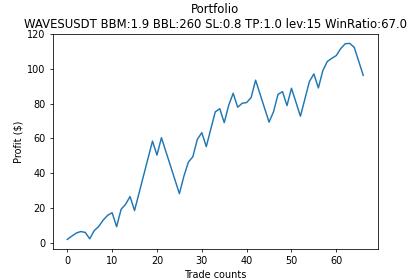 Portfolio
WAVESUSDT BBM:1.9 BBL:260 SL:0.8 TP:1.0 lev:15 WinRatio:67.0
120
100
80
60
40
20
0
Profit ($)
0 10 20 30 40 50 60
Trade counts